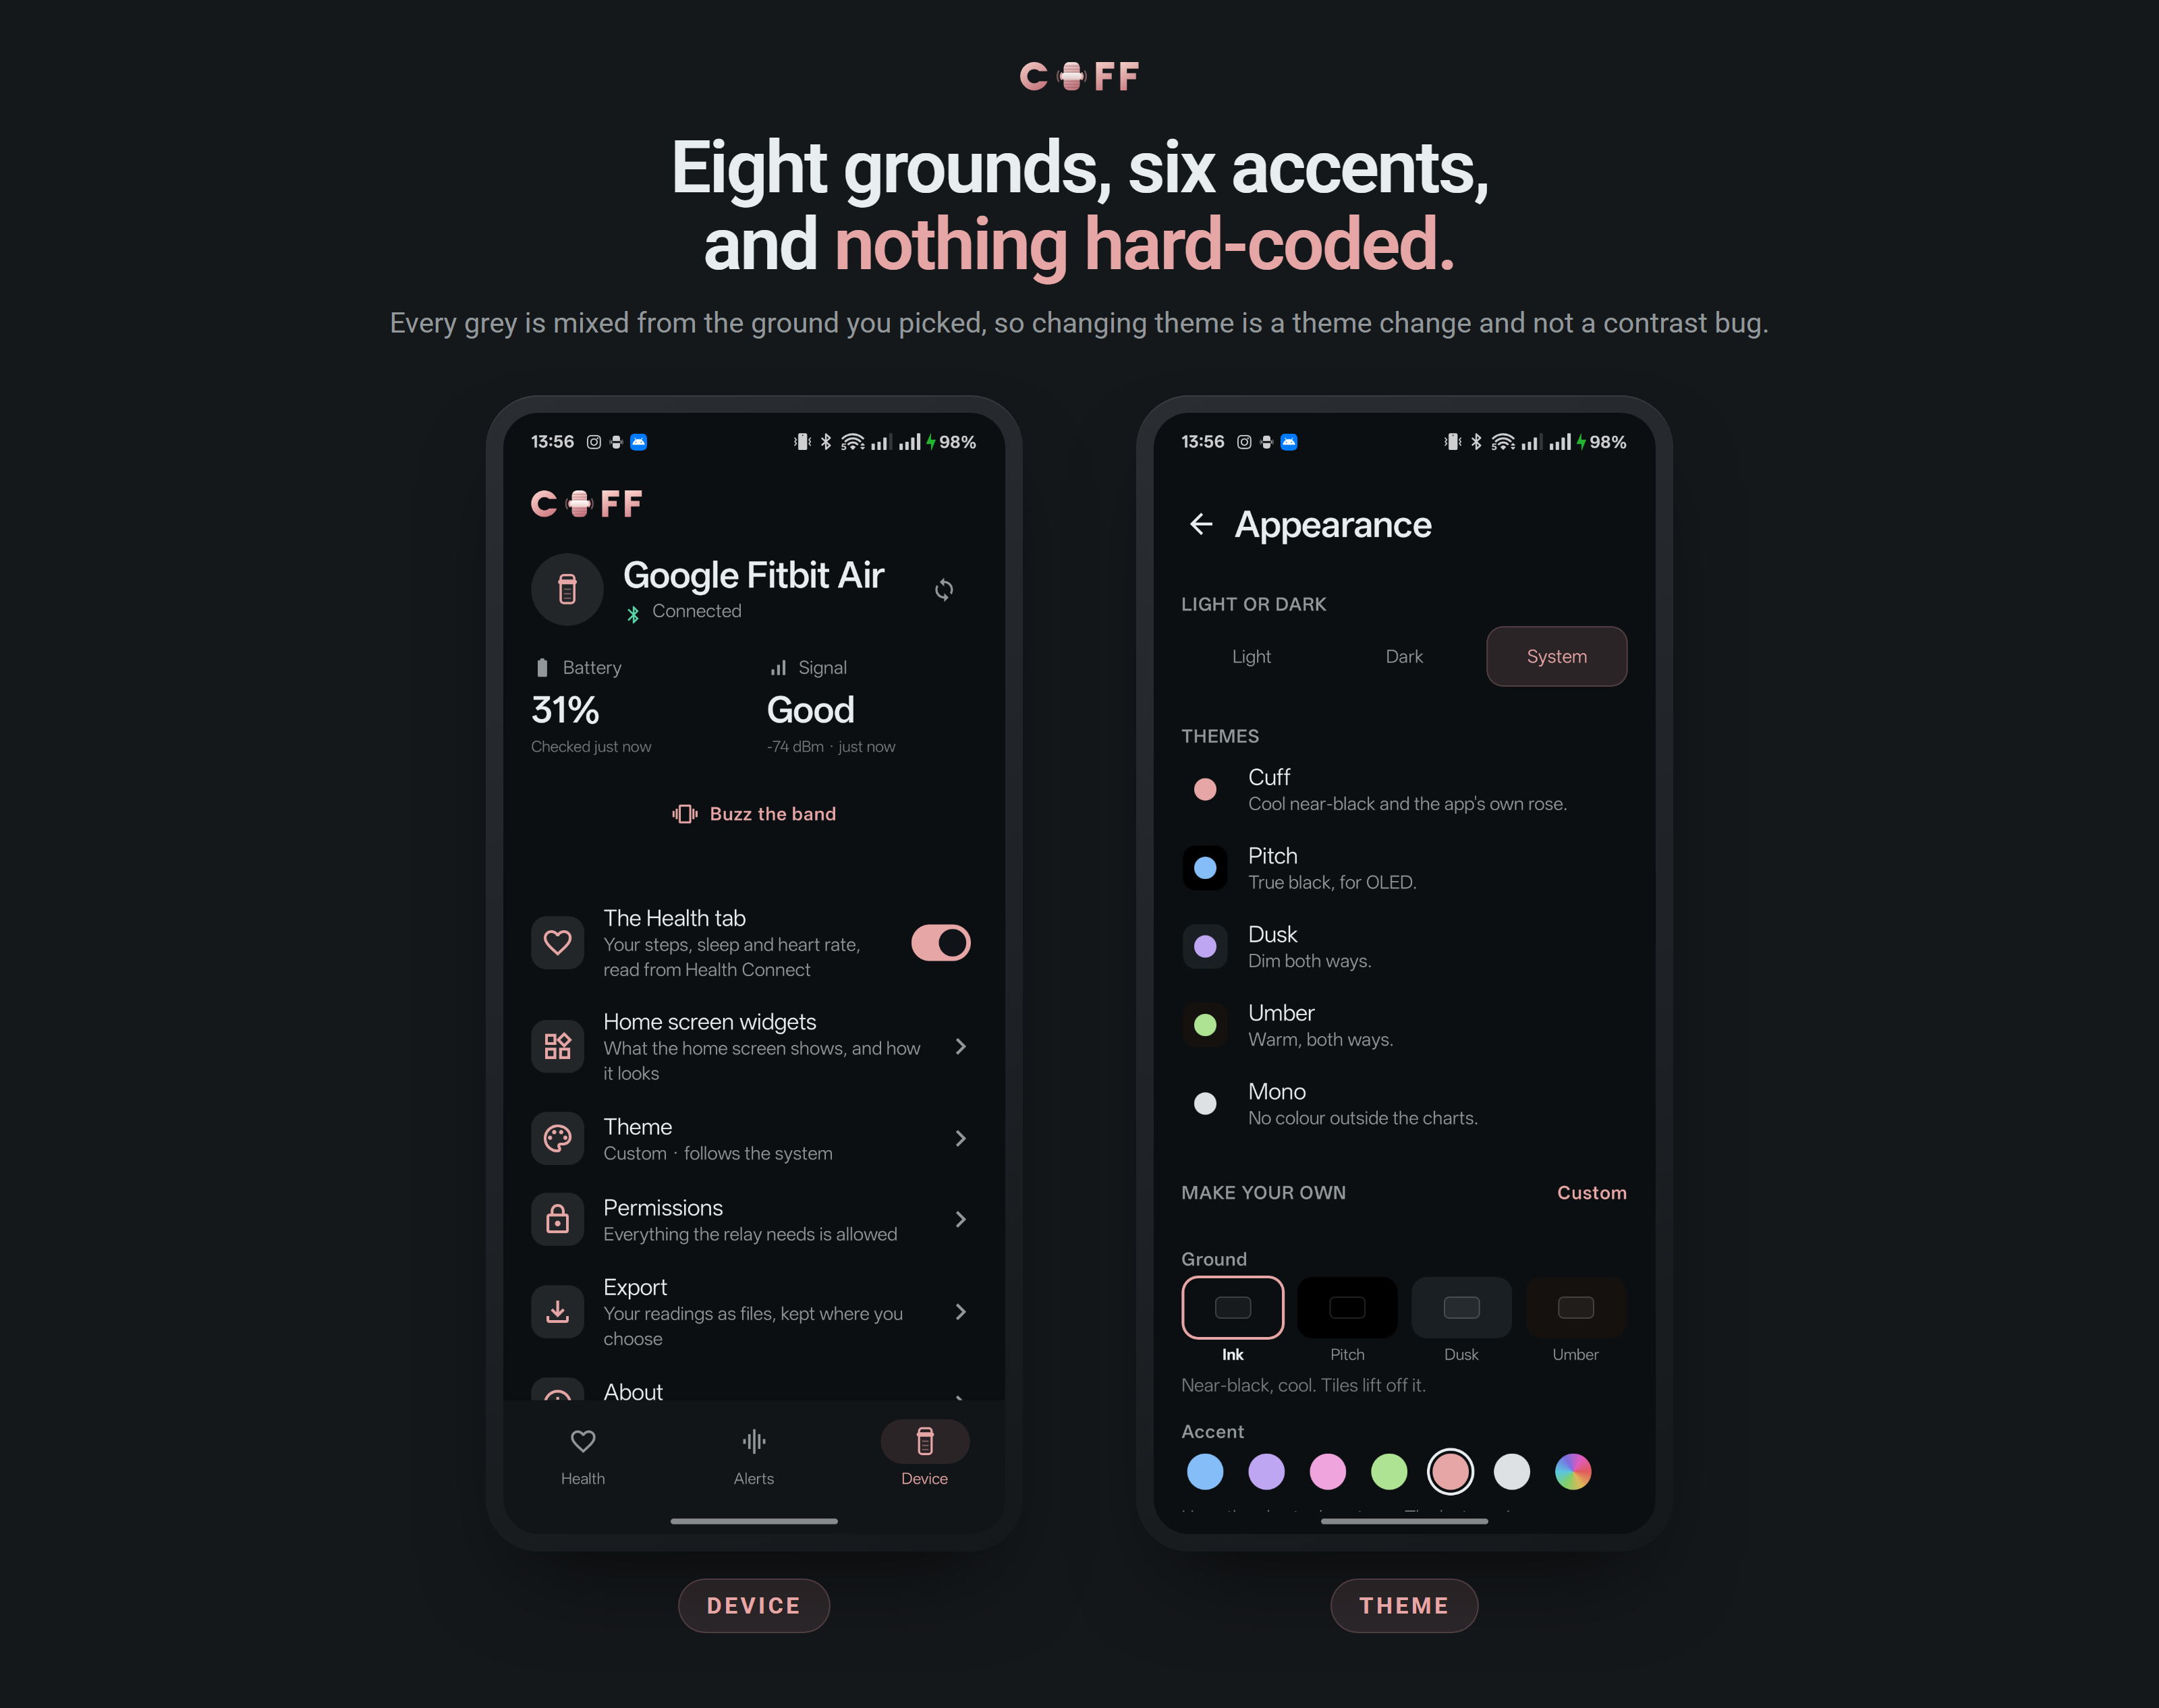 C FF
Eight grounds, six accents,
and nothing hard-coded.
Every grey is mixed from the ground you picked, so changing theme is a theme change and not a contrast bug.
13:56 98%
C FF
Google Fitbit Air
Connected
Battery Signal
31% Good
Checked just now -74 dBm · just now
Buzz the band
The Health tab
Your steps, sleep and heart rate,
read from Health Connect
Home screen widgets
What the home screen shows, and how
it looks
Theme
Custom · follows the system
Permissions
Everything the relay needs is allowed
Export
Your readings as files, kept where you
choose
About
Health Alerts Device
DEVICE
13:56 98%
Appearance
LIGHT OR DARK
Light Dark System
THEMES
Cuff
Cool near-black and the app's own rose.
Pitch
True black, for OLED.
Dusk
Dim both ways.
Umber
Warm, both ways.
Mono
No colour outside the charts.
MAKE YOUR OWN Custom
Ground
Ink Pitch Dusk Umber
Near-black, cool. Tiles lift off it.
Accent
THEME